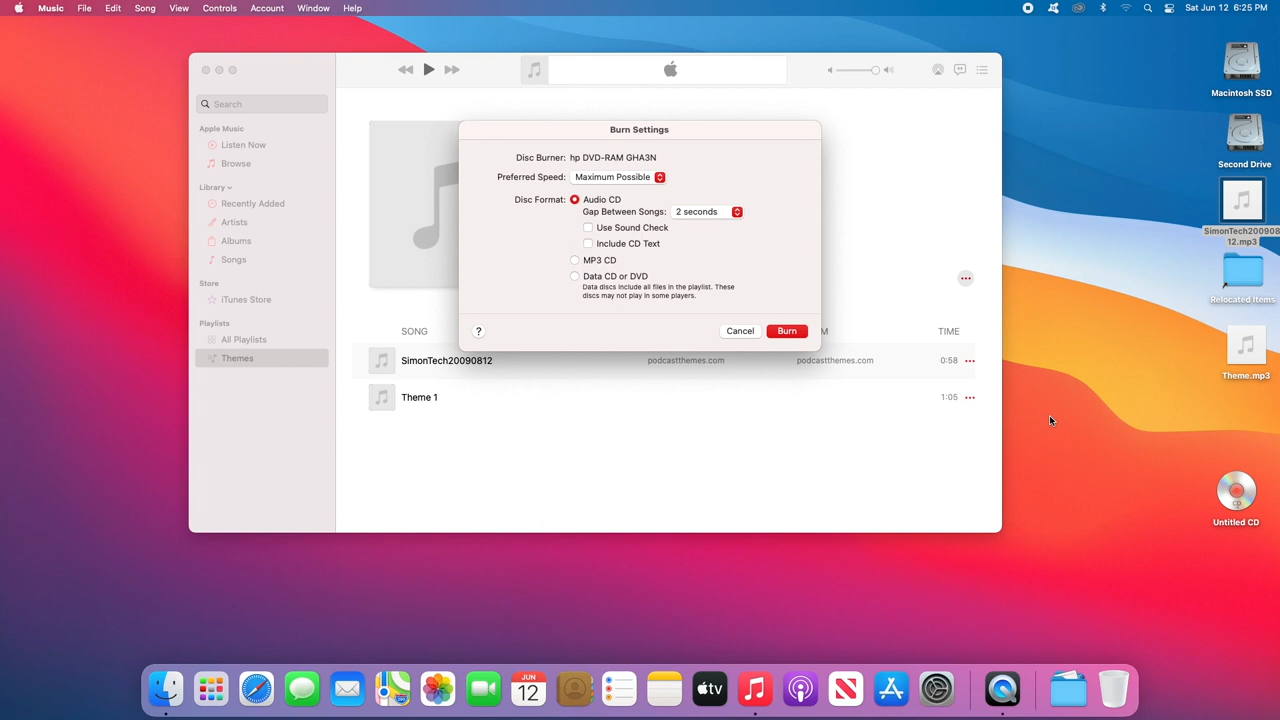 Music File Edit Song View Controls Account Window Help Sat Jun 12 6:25 PM
Search
Apple Music
Listen Now
Browse
Library
Recently Added
Artists
Albums
Songs
Store
iTunes Store
Playlists
All Playlists
Themes
Burn Settings
Disc Burner: hp DVD-RAM GHA3N
Preferred Speed: Maximum Possible
Disc Format: Audio CD
Gap Between Songs: 2 seconds
Use Sound Check
Include CD Text
MP3 CD
Data CD or DVD
Data discs include all files in the playlist. These
discs may not play in some players.
? Cancel Burn
SONG M TIME
SimonTech20090812 podcastthemes.com podcastthemes.com 0:58
Theme 1 1:05
Macintosh SSD
Second Drive
SimonTech200908
12.mp3
Relocated Items
Theme.mp3
CD
Untitled CD
JUN
12
tv